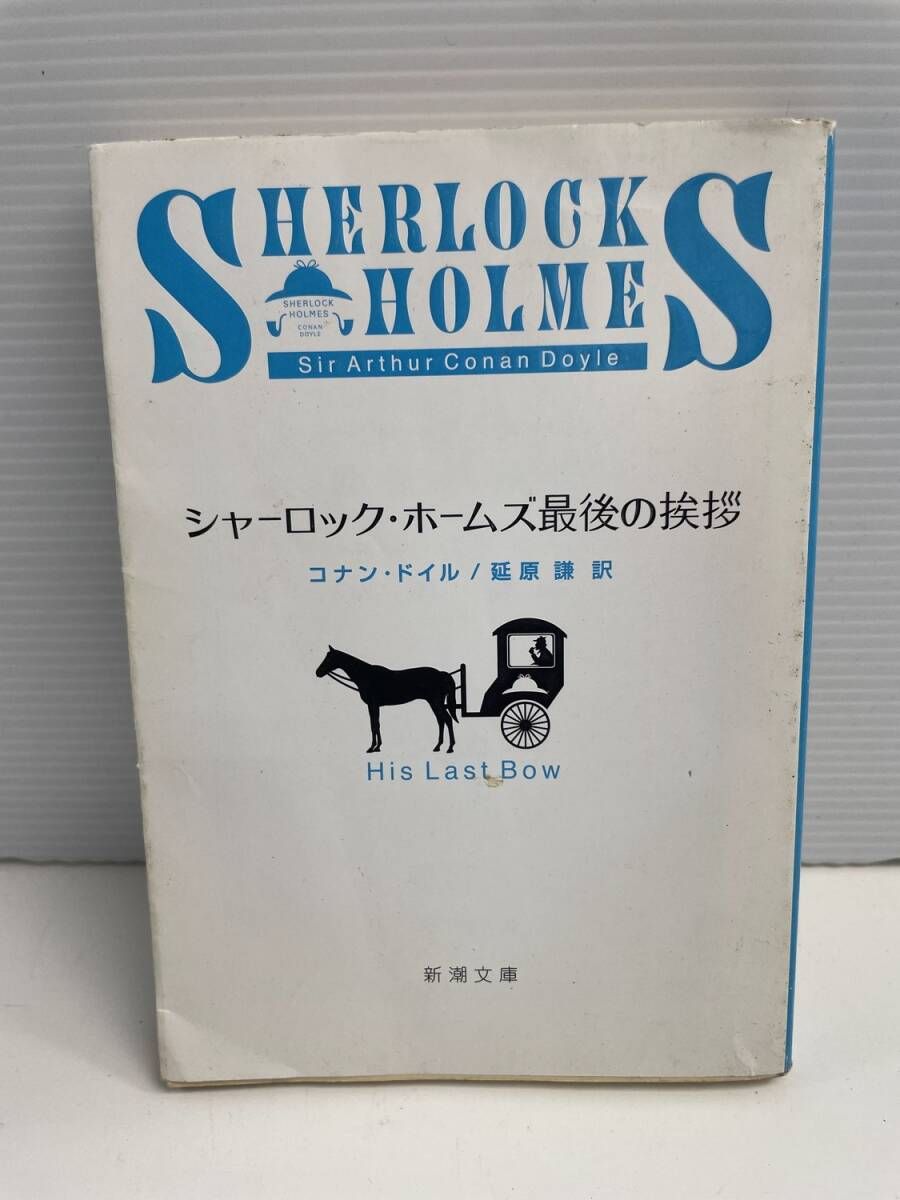 SHERLOCK
HOLMES
SHERLOCK
HOLMES
CONAN
DOYLE
Sir Arthur Conan Doyle
シャーロック・ホームズ最後の挨拶
コナン・ドイル/延原謙 訳
His Last Bow
新潮文庫